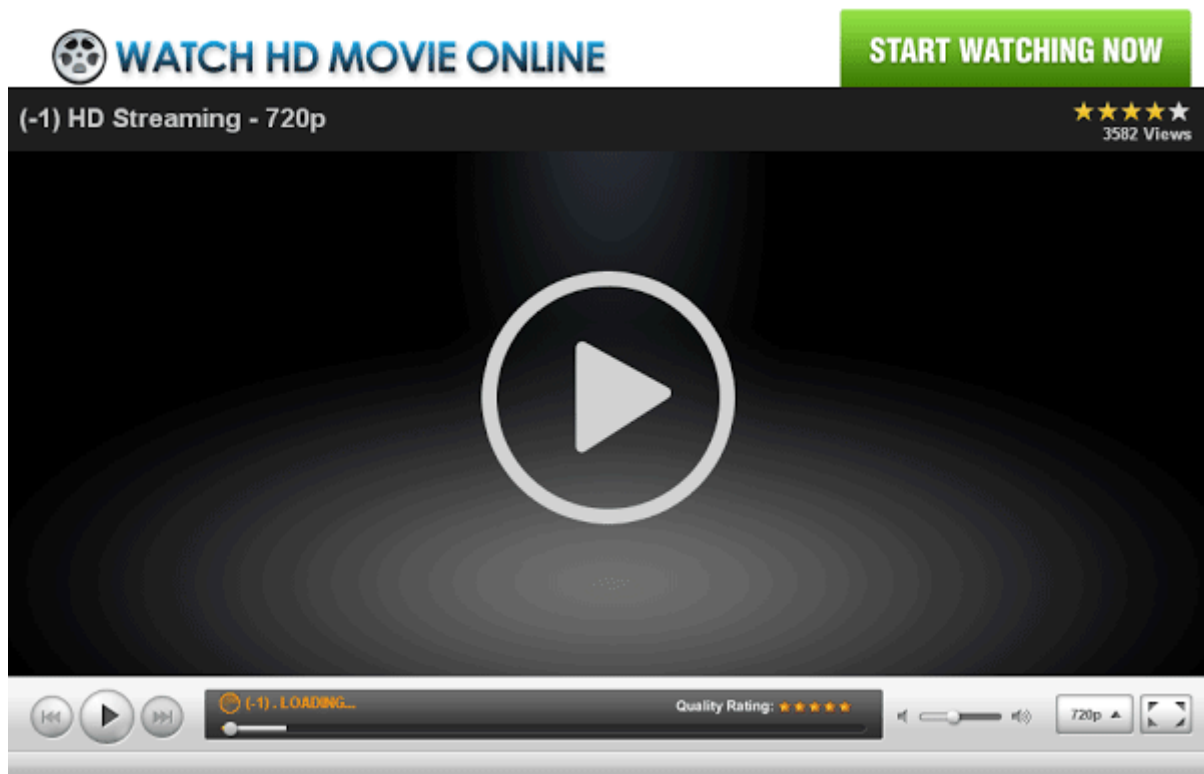 WATCH HD MOVIE ONLINE
START WATCHING NOW
(-1) HD Streaming - 720p
3582 Views
(-1) . LOADING...
Quality Rating:
720p